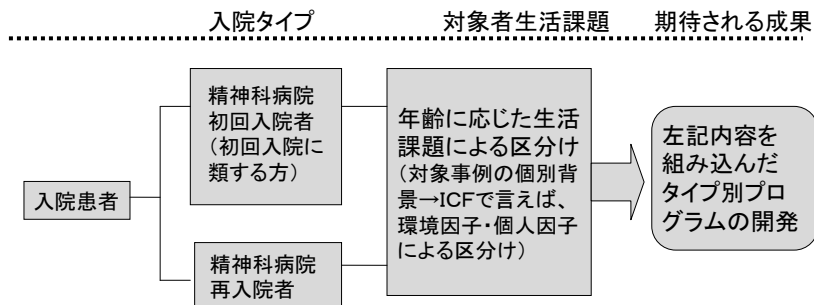 入院タイプ
対象者生活課題
期待される成果
入院患者
精神科病院
初回入院者
(初回入院に
類する方)
精神科病院
再入院者
年齢に応じた生活
課題による区分け
(対象事例の個別背
景→ICFで言えば、
環境因子・個人因子
による区分け)
左記内容を
組み込んだ
タイプ別プロ
グラムの開発